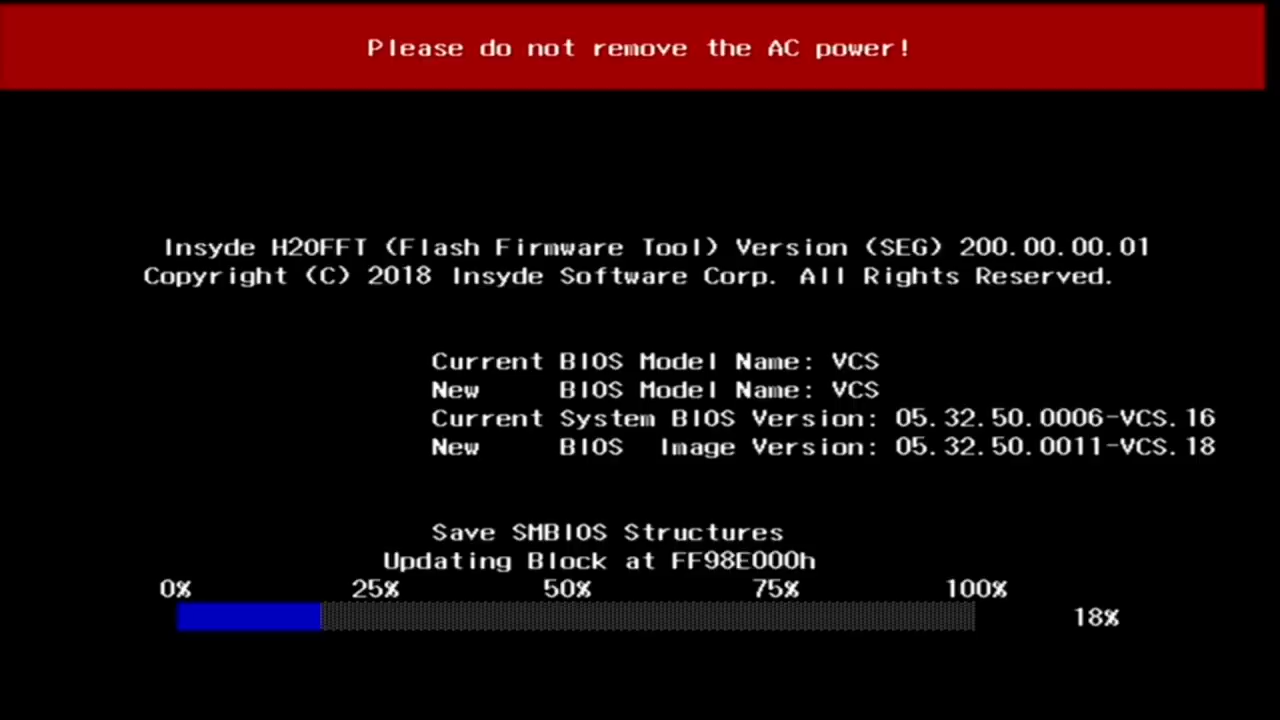 Please do not remove the AC power!
Insyde H2OFFT (Flash Firmware Tool) Version (SEG) 200.00.00.01
Copyright (C) 2018 Insyde Software Corp. All Rights Reserved.
Current BIOS Model Name: VCS
New BIOS Model Name: VCS
Current System BIOS Version: 05.32.50.0006-VCS.16
New BIOS Image Version: 05.32.50.0011-VCS.18
Save SMBIOS Structures
Updating Block at FF98E000h
0% 25% 50% 75% 100%
18%